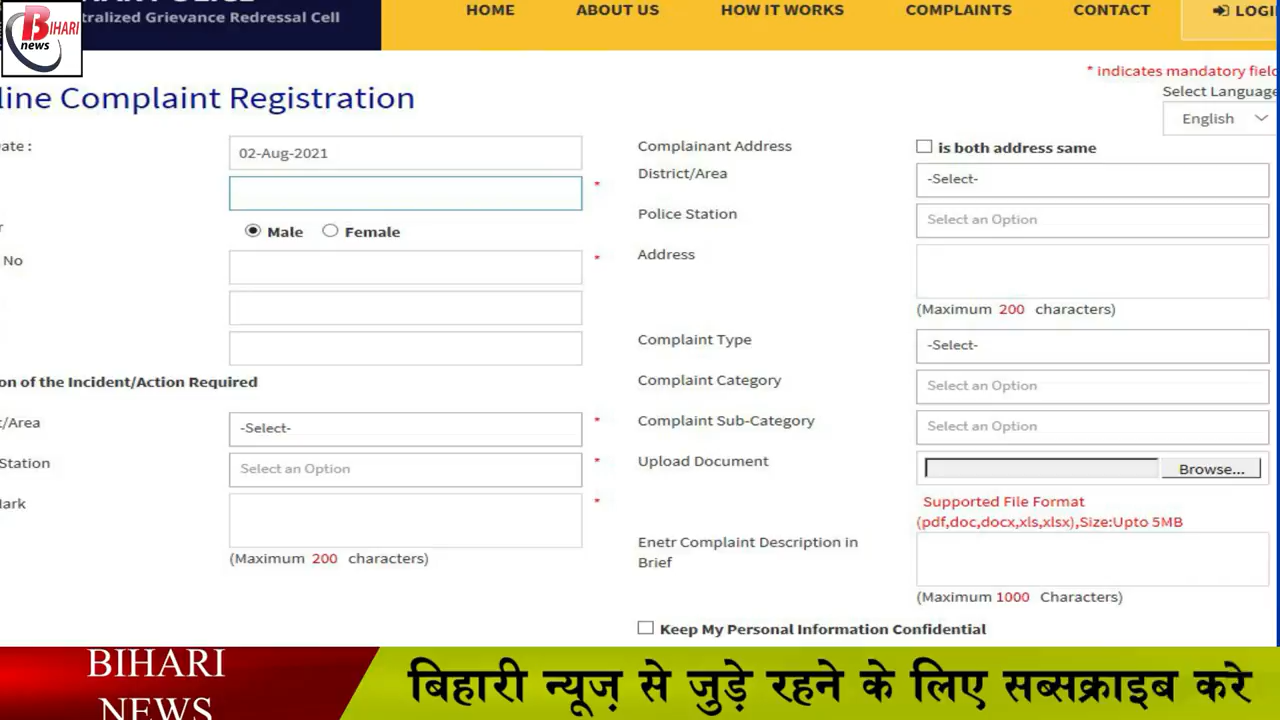 BIHARI
news
tralized Grievance Redressal Cell
HOME
ABOUT US
HOW IT WORKS
COMPLAINTS
CONTACT
LOGI
* indicates mandatory field
Select Language
English
line Complaint Registration
ate :
02-Aug-2021
*
Male
Female
No
*
on of the Incident/Action Required
t/Area
-Select-
*
Station
Select an Option
*
Mark
*
(Maximum 200 characters)
Complainant Address
is both address same
District/Area
-Select-
Police Station
Select an Option
Address
(Maximum 200 characters)
Complaint Type
-Select-
Complaint Category
Select an Option
Complaint Sub-Category
Select an Option
Upload Document
Browse...
Supported File Format
(pdf,doc,docx,xls,xlsx),Size:Upto 5MB
Enetr Complaint Description in
Brief
(Maximum 1000 Characters)
Keep My Personal Information Confidential
BIHARI
NEWS
बिहारी न्यूज़ से जुड़े रहने के लिए सब्सक्राइब करे